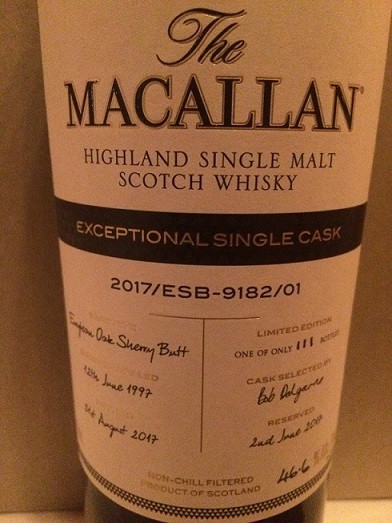 The
MACALLAN
HIGHLAND SINGLE MALT
SCOTCH WHISKY
EXCEPTIONAL SINGLE CASK
2017/ESB-9182/01
European Oak Sherry Butt
12th June 1997
31st August 2017
LIMITED EDITION
ONE OF ONLY 111 BOTTLES
CASK SELECTED BY
Bob Dalgarno
RESERVED
2nd June
46.6 %
NON-CHILL FILTERED
PRODUCT OF SCOTLAND